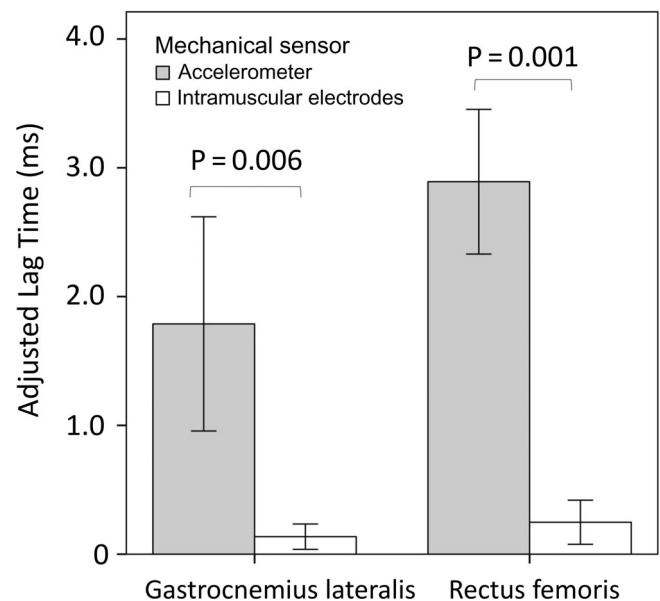 4.0
Mechanical sensor
Accelerometer
Intramuscular electrodes
P = 0.001
P = 0.006
3.0
2.0
1.0
0
Adjusted Lag Time (ms)
Gastrocnemius lateralis
Rectus femoris